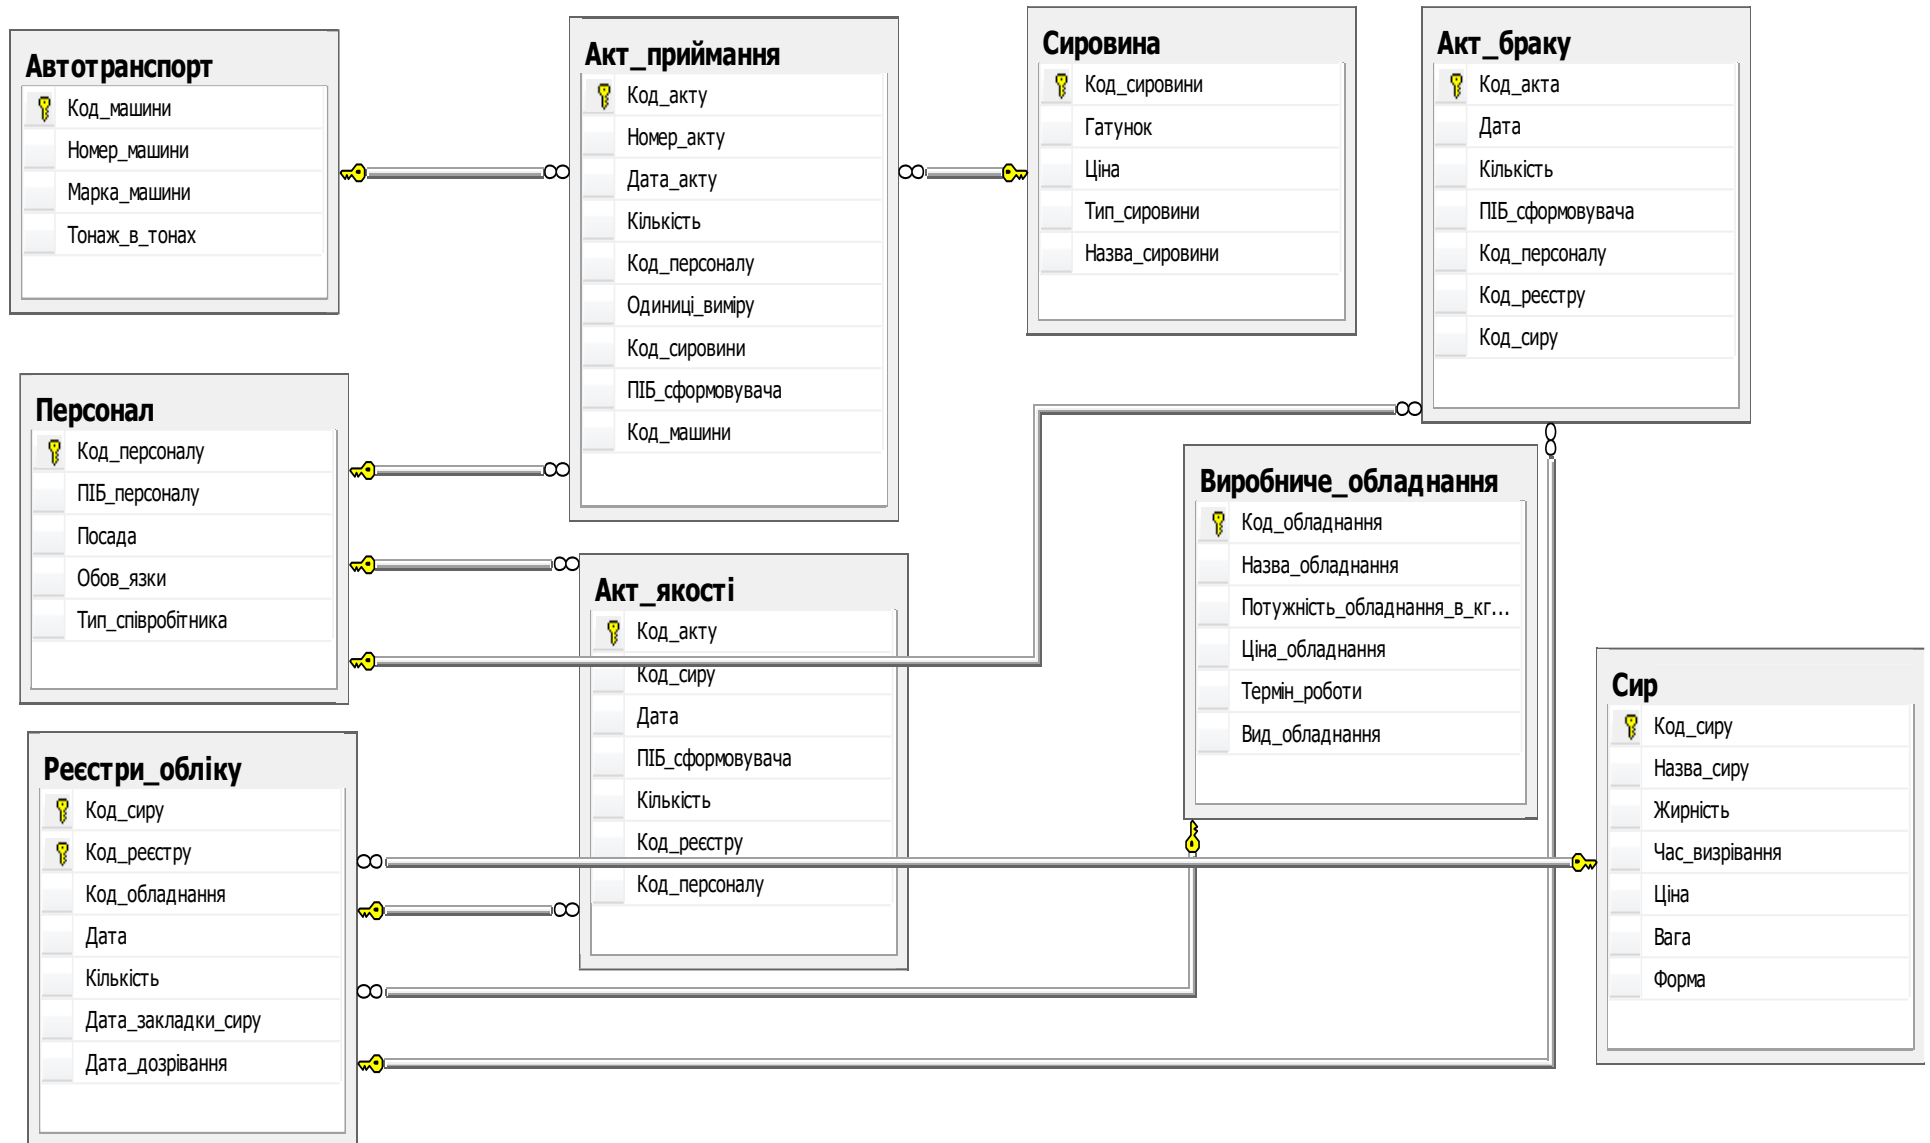 Автотранспорт
Код_машини
Номер_машини
Марка_машини
Тонаж_в_тонах
Акт_приймання
Код_акту
Номер_акту
Дата_акту
Кількість
Код_персоналу
Одиниці_виміру
Код_сировини
ПІБ_сформовувача
Код_машини
Сировина
Код_сировини
Гатунок
Ціна
Тип_сировини
Назва_сировини
Акт_браку
Код_акта
Дата
Кількість
ПІБ_сформовувача
Код_персоналу
Код_реєстру
Код_сиру
Персонал
Код_персоналу
ПІБ_персоналу
Посада
Обов_язки
Тип_співробітника
Акт_якості
Код_акту
Код_сиру
Дата
ПІБ_сформовувача
Кількість
Код_реєстру
Код_персоналу
Виробниче_обладнання
Код_обладнання
Назва_обладнання
Потужність_обладнання_в_кг...
Ціна_обладнання
Термін_роботи
Вид_обладнання
Сир
Код_сиру
Назва_сиру
Жирність
Час_визрівання
Ціна
Вага
Форма
Реєстри_обліку
Код_сиру
Код_реєстру
Код_обладнання
Дата
Кількість
Дата_закладки_сиру
Дата_дозрівання